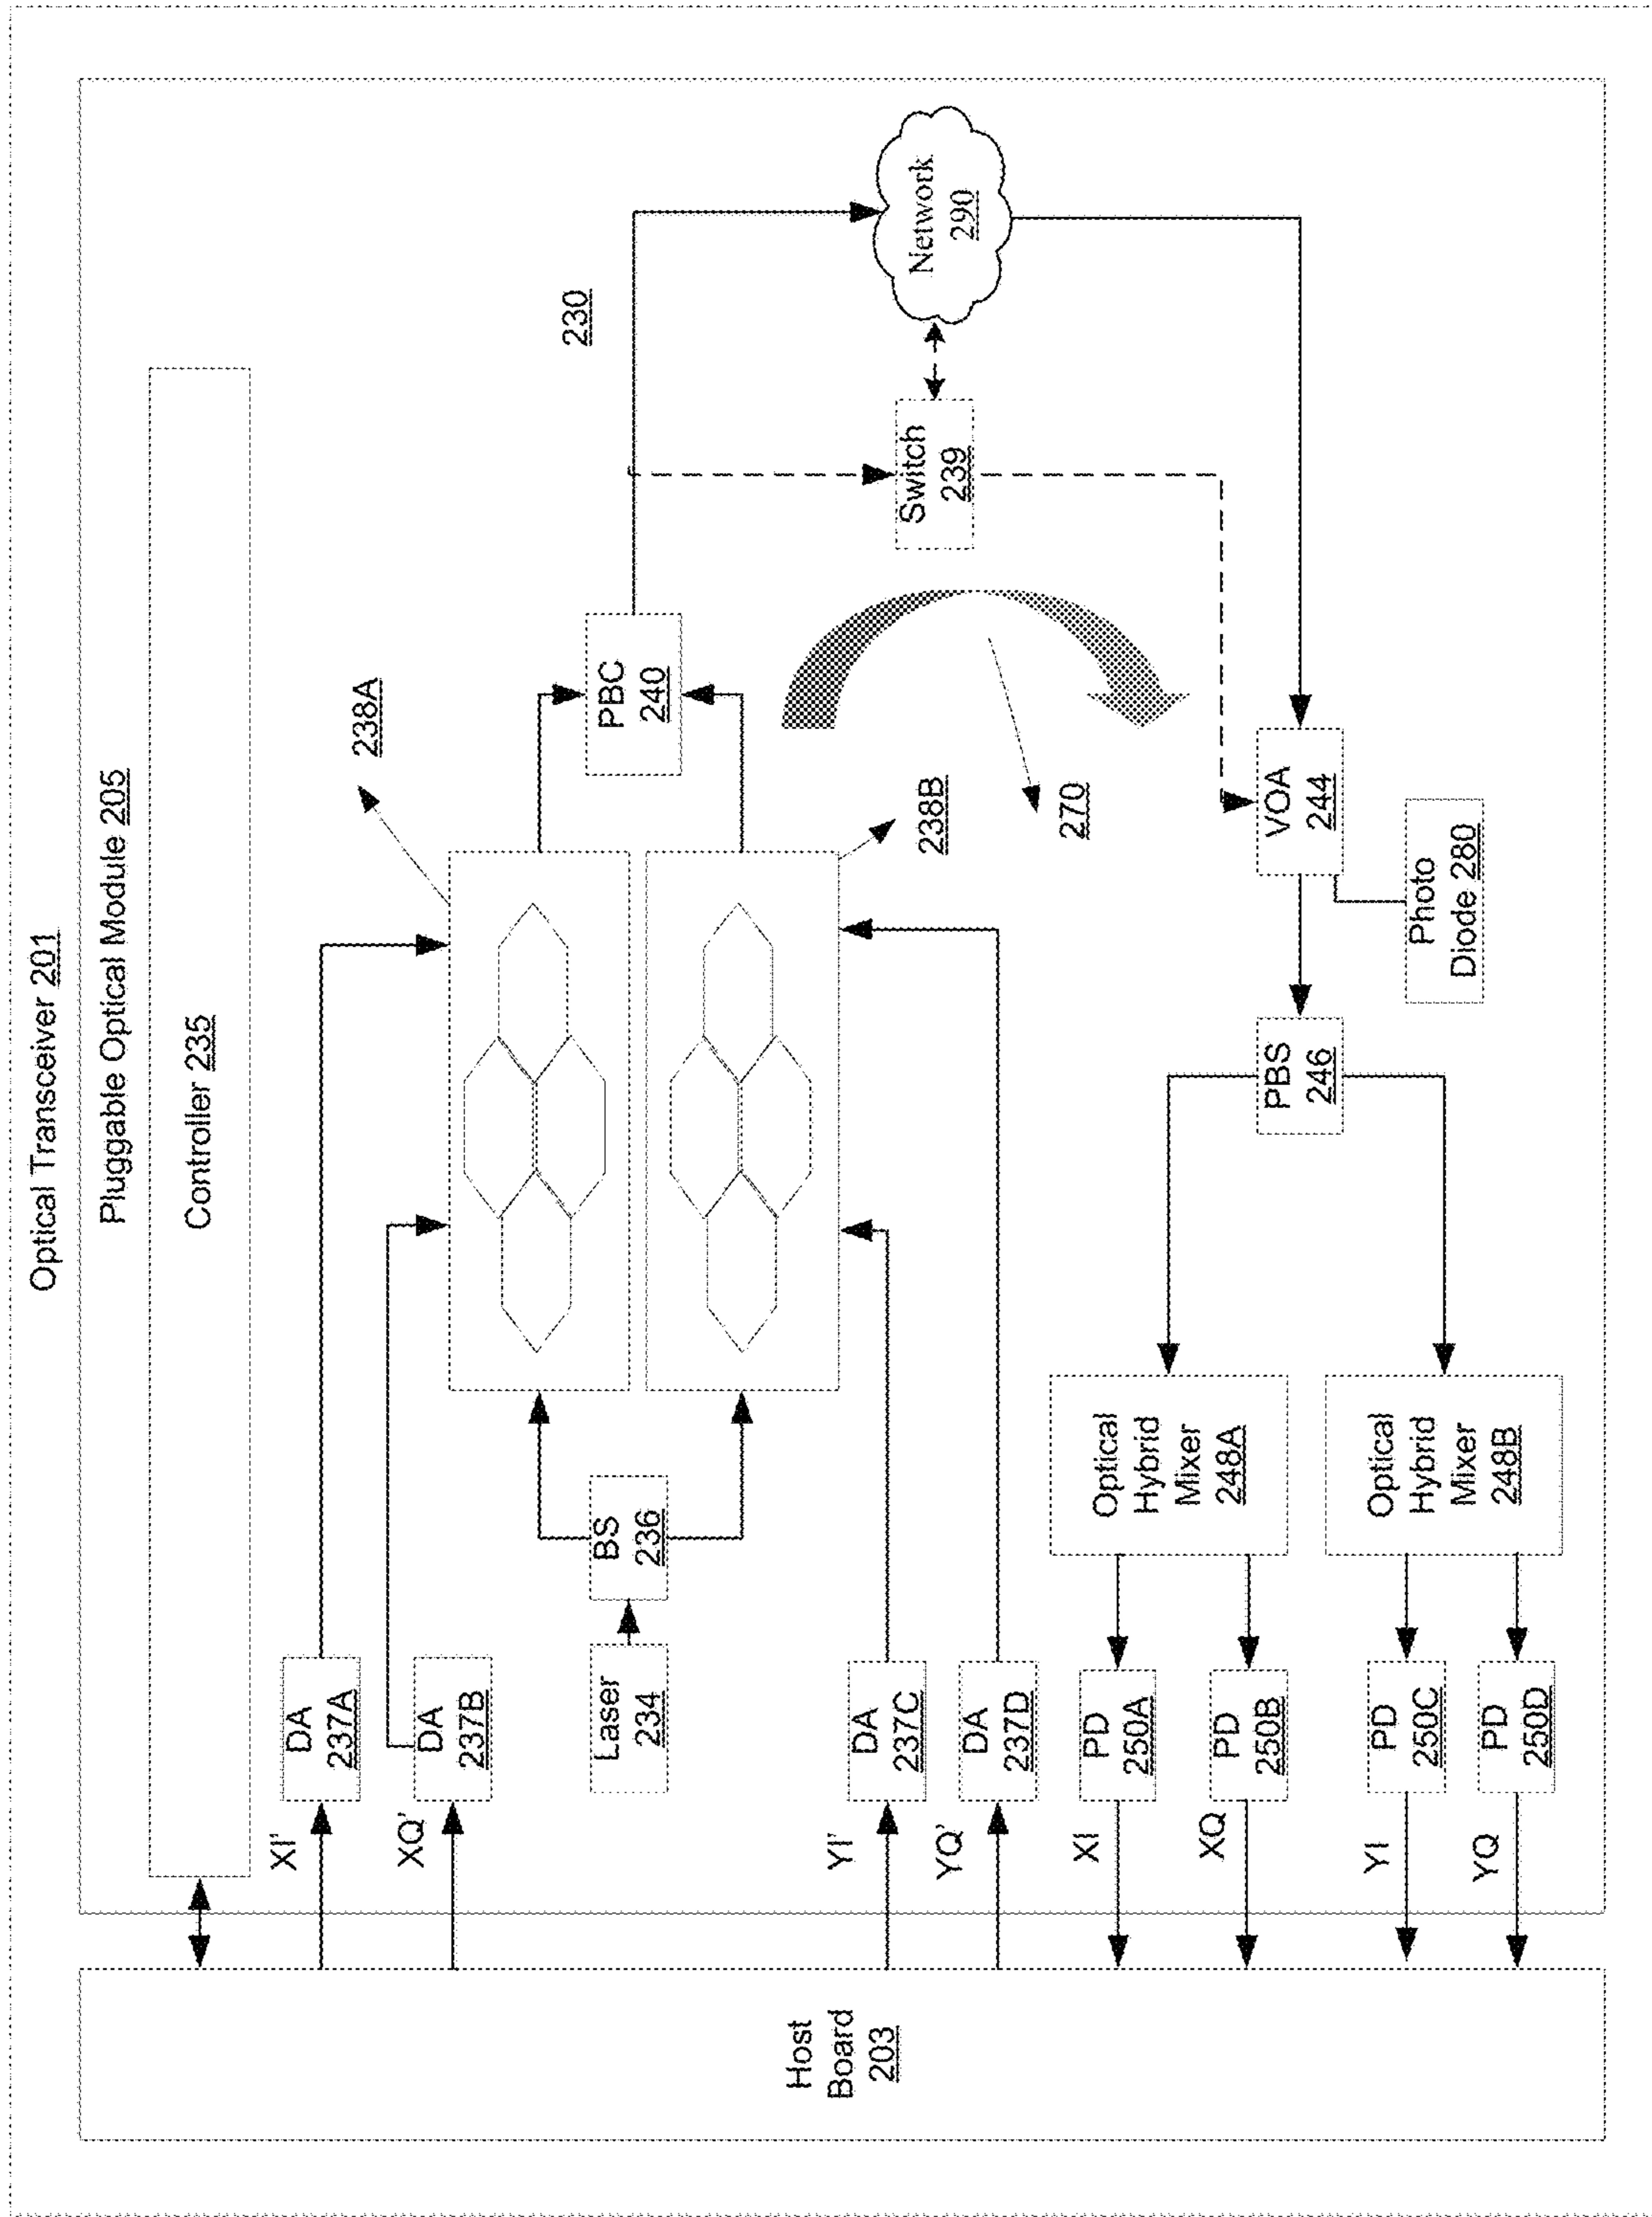 Optical Transceiver 201
Pluggable Optical Module 205
Controller 235
Host
Board
203
XI'
DA
237A
XQ'
DA
237B
Laser
234
BS
236
238A
238B
PBC
240
230
Network
290
Switch
239
270
YI'
DA
237C
YQ'
DA
237D
XI
PD
250A
XQ
PD
250B
YI
PD
250C
YQ
PD
250D
Optical
Hybrid
Mixer
248A
Optical
Hybrid
Mixer
248B
PBS
246
VOA
244
Photo
Diode 280